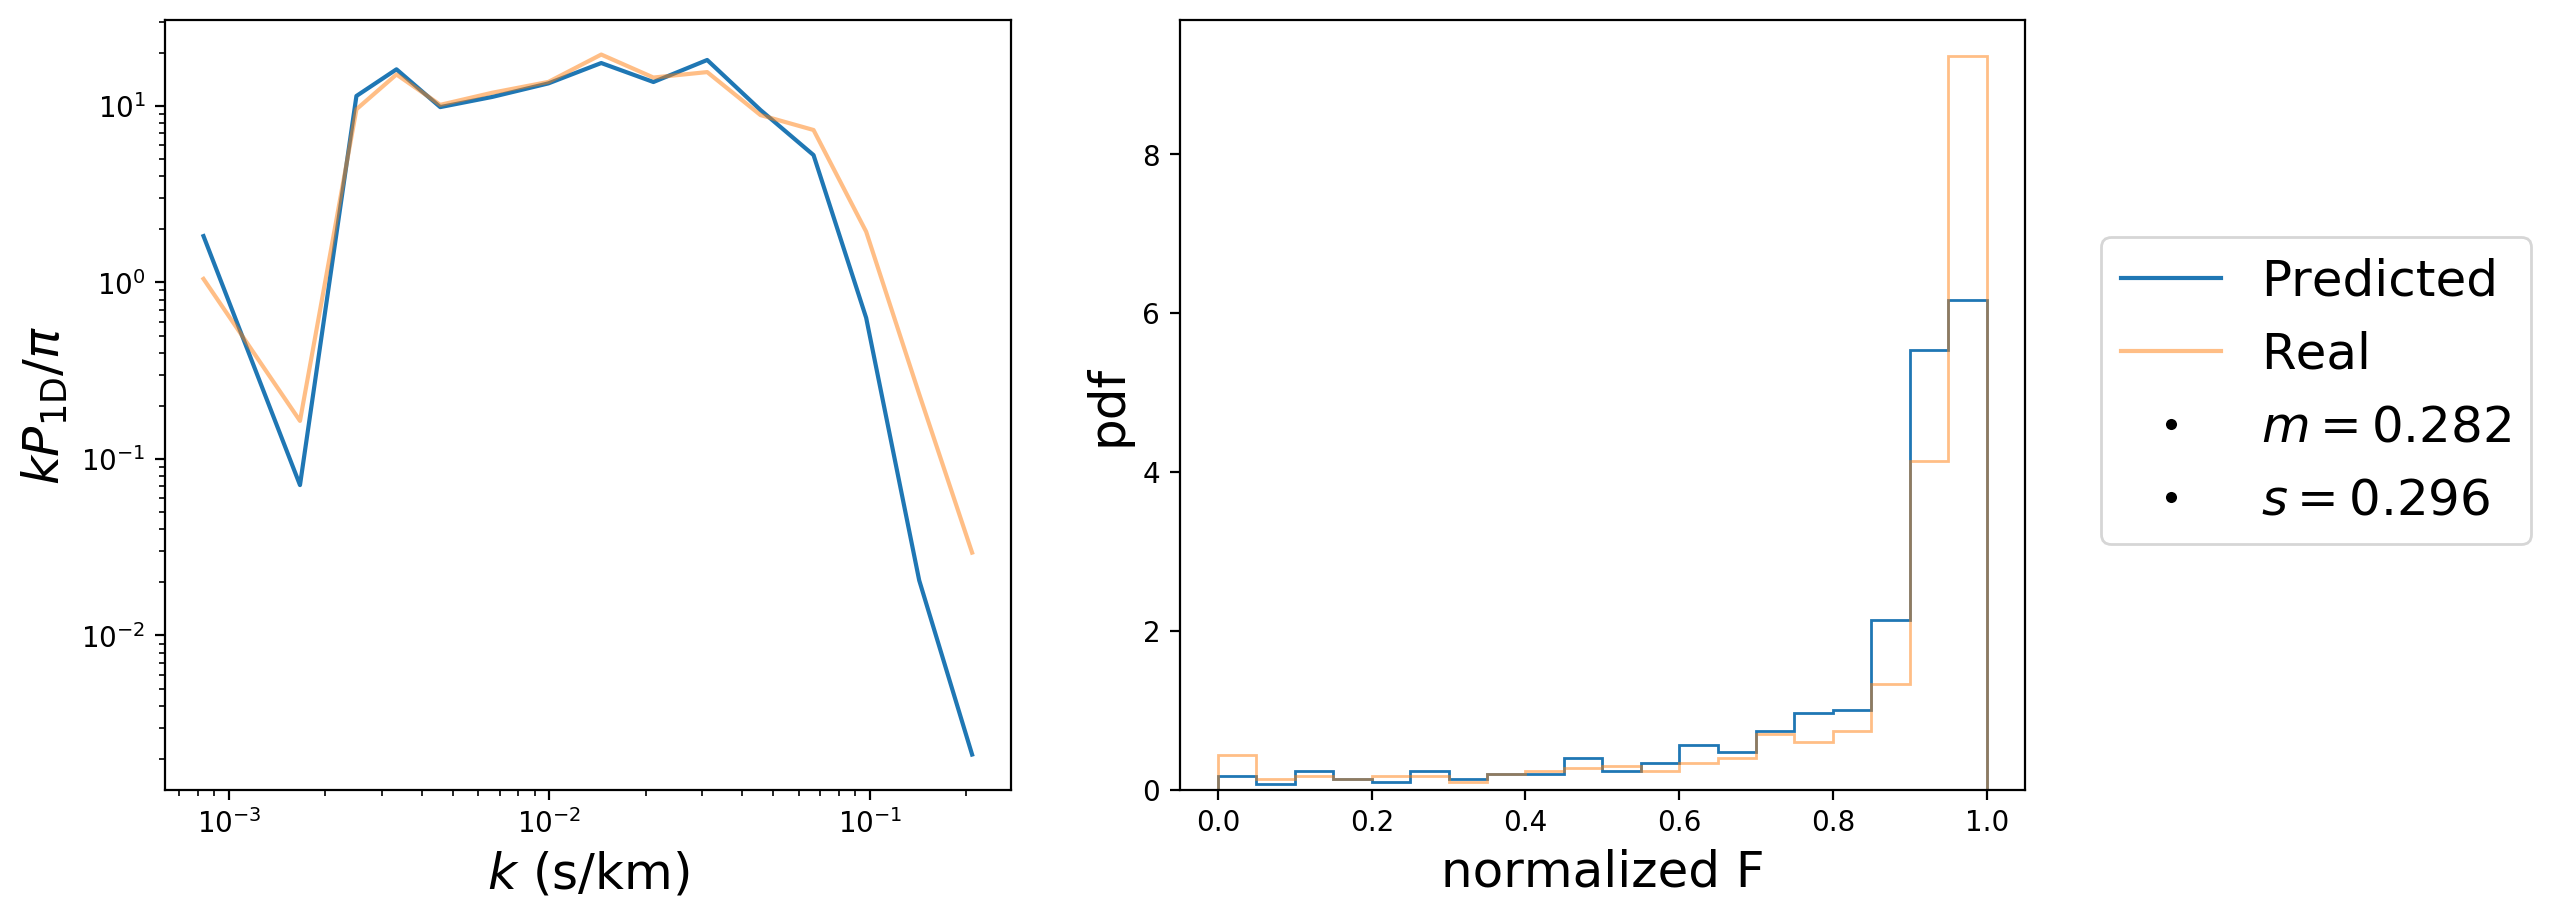 10¹
10⁰
10⁻¹
10⁻²
kP₁D/π
10⁻³
10⁻²
10⁻¹
k (s/km)
8
6
4
2
0
pdf
0.0
0.2
0.4
0.6
0.8
1.0
normalized F
Predicted
Real
m = 0.282
s = 0.296